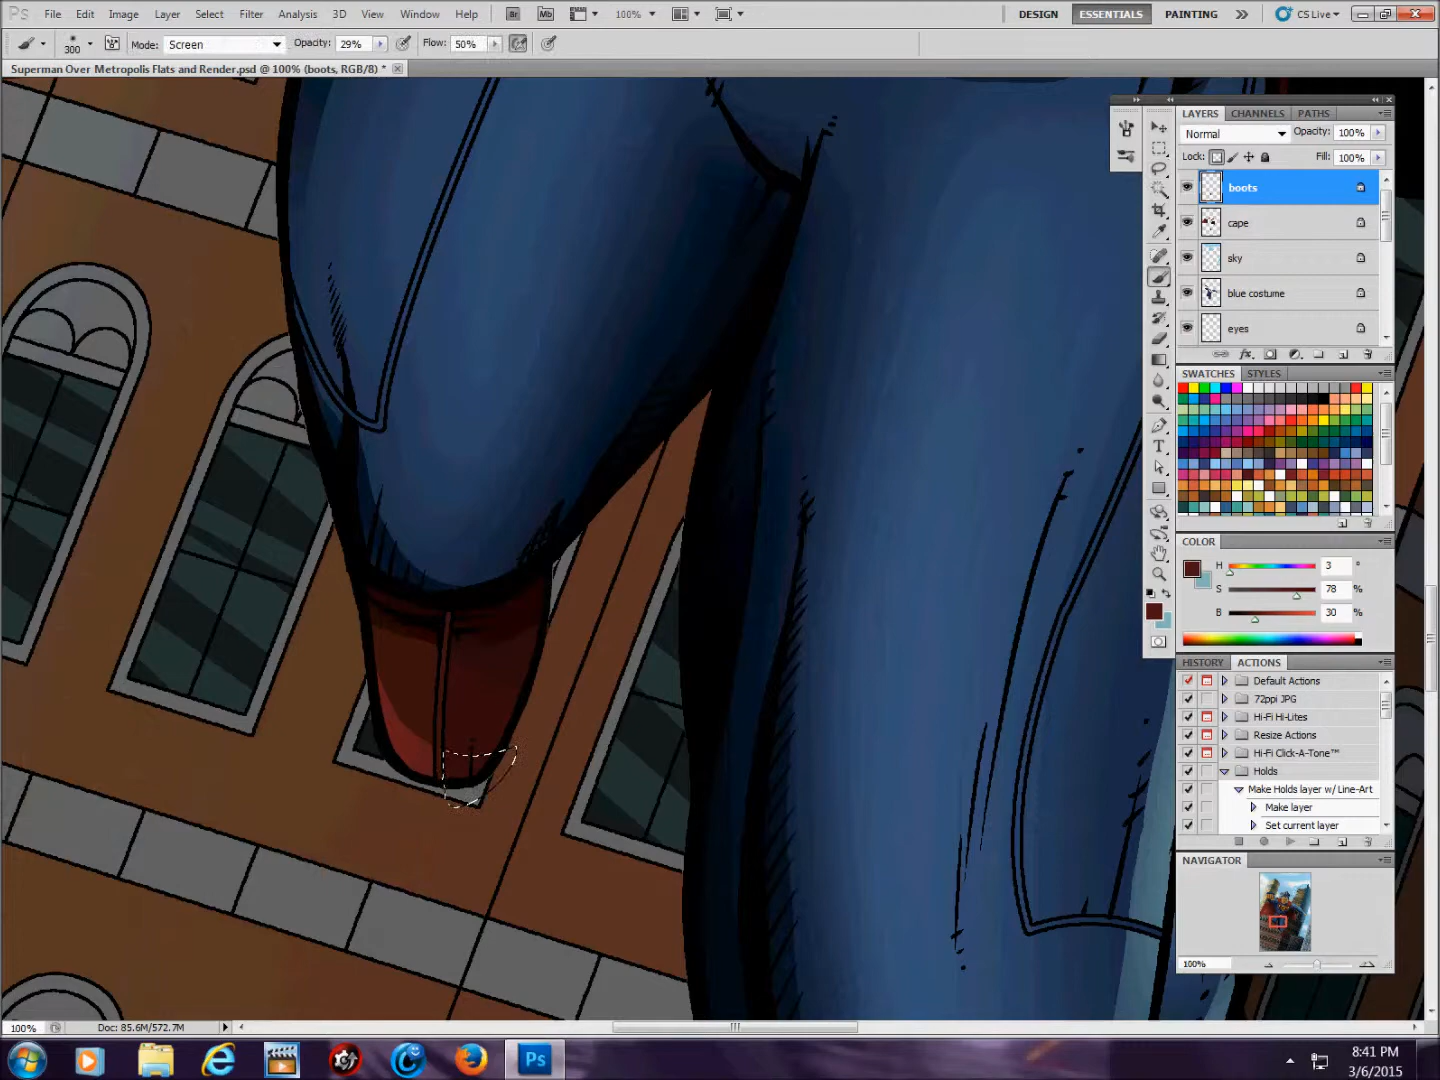 Ps File Edit Image Layer Select Filter Analysis 3D View Window Help Br Mb 100% DESIGN ESSENTIALS PAINTING CS Live
300 Mode: Screen Opacity: 29% Flow: 50%
Superman Over Metropolis Flats and Render.psd @ 100% (boots, RGB/8) *
LAYERS CHANNELS PATHS
Normal Opacity: 100%
Lock: Fill: 100%
boots
cape
sky
blue costume
eyes
SWATCHES STYLES
COLOR
H 3 °
S 78 %
B 30 %
HISTORY ACTIONS
Default Actions
72ppi JPG
Hi-Fi Hi-Lites
Resize Actions
Hi-Fi Click-A-Tone™
Holds
Make Holds layer w/ Line-Art
Make layer
Set current layer
NAVIGATOR
100%
100% Doc: 85.6M/572.7M
Ps
8:41 PM
3/6/2015